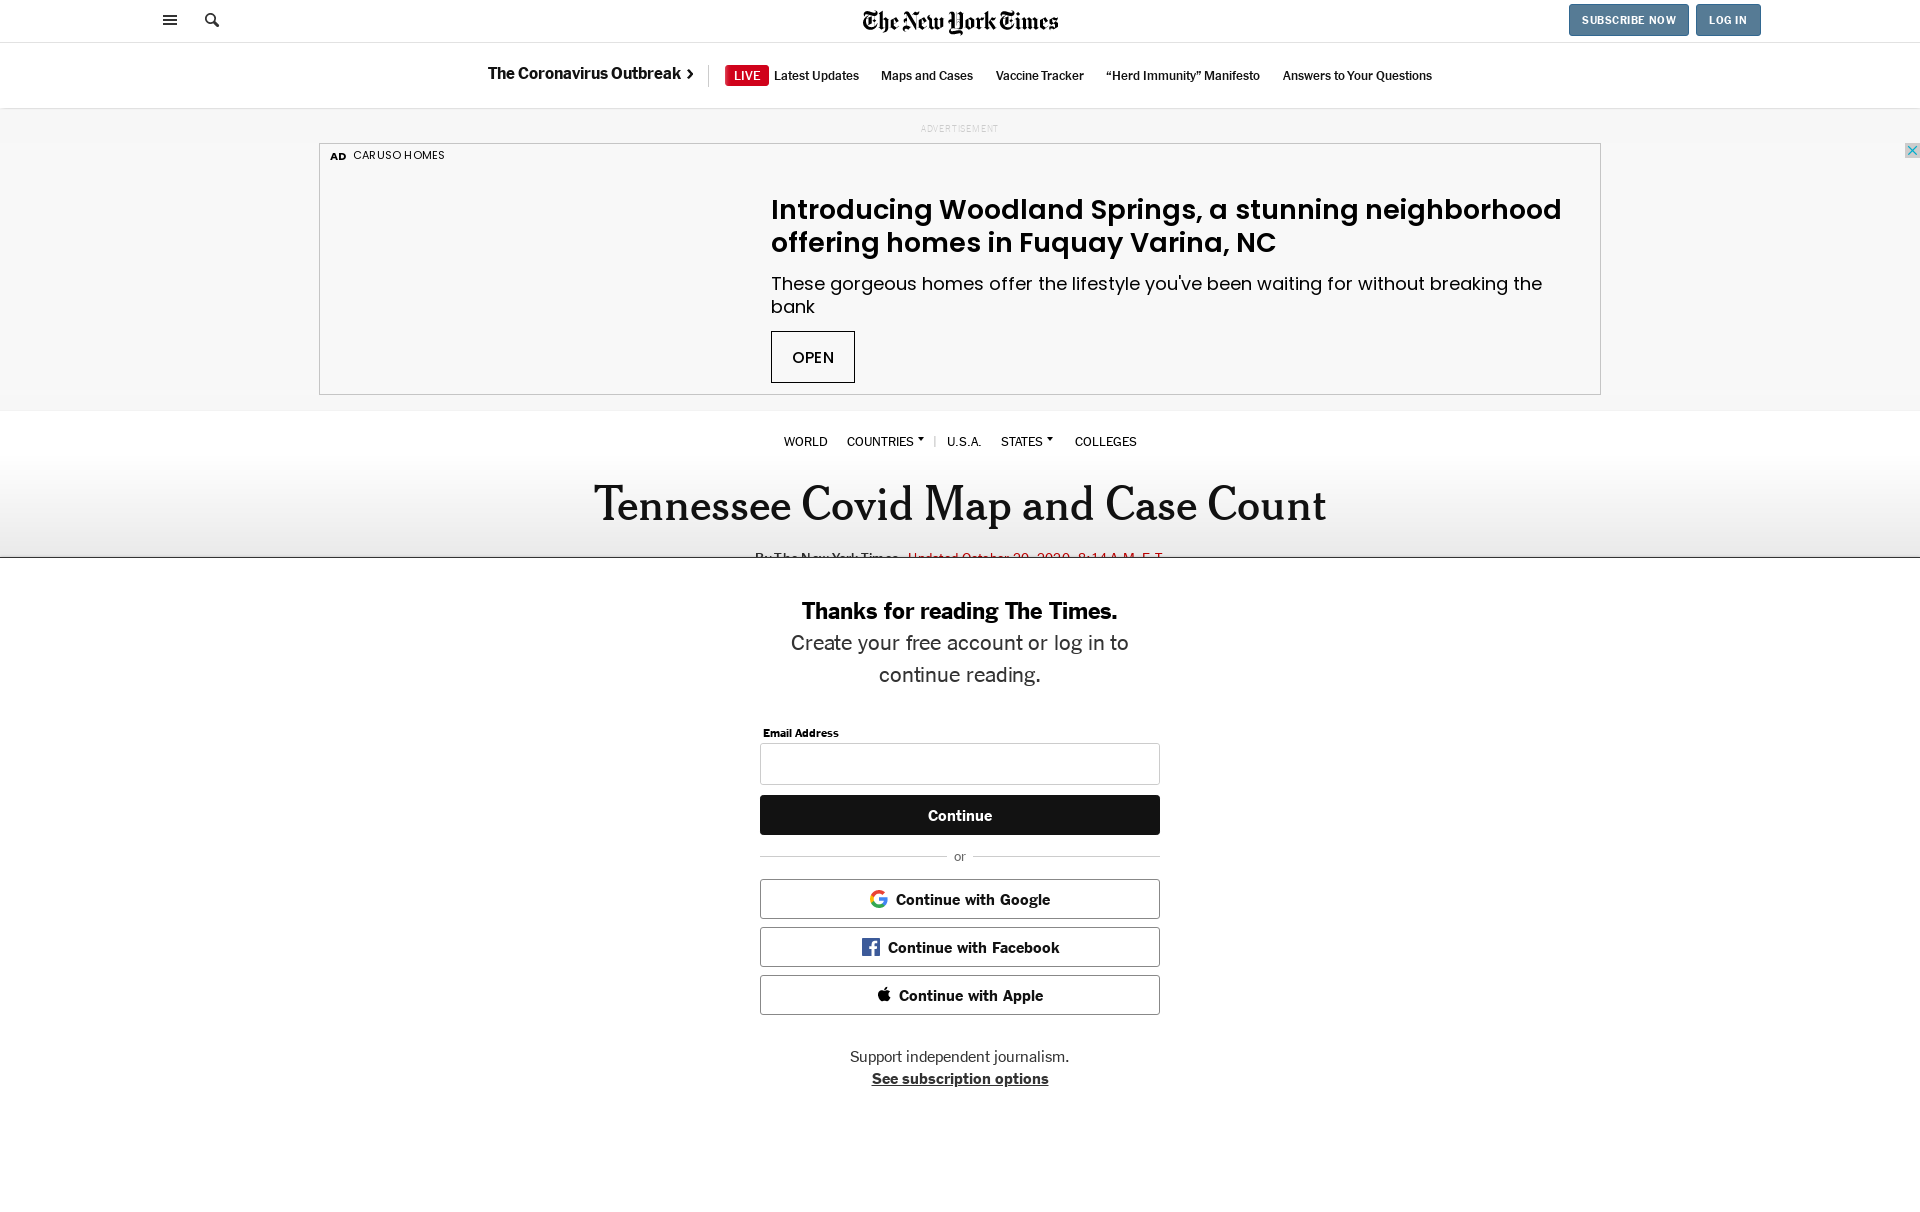 The New York Times
SUBSCRIBE NOW
LOG IN
The Coronavirus Outbreak ›
LIVE Latest Updates
Maps and Cases
Vaccine Tracker
“Herd Immunity” Manifesto
Answers to Your Questions
ADVERTISEMENT
AD CARUSO HOMES
Introducing Woodland Springs, a stunning neighborhood
offering homes in Fuquay Varina, NC
These gorgeous homes offer the lifestyle you've been waiting for without breaking the
bank
OPEN
WORLD COUNTRIES | U.S.A. STATES COLLEGES
Tennessee Covid Map and Case Count
By The New York Times Updated October 20, 2020, 8:14 A.M. E.T.
Thanks for reading The Times.
Create your free account or log in to
continue reading.
Email Address
Continue
or
Continue with Google
Continue with Facebook
Continue with Apple
Support independent journalism.
See subscription options